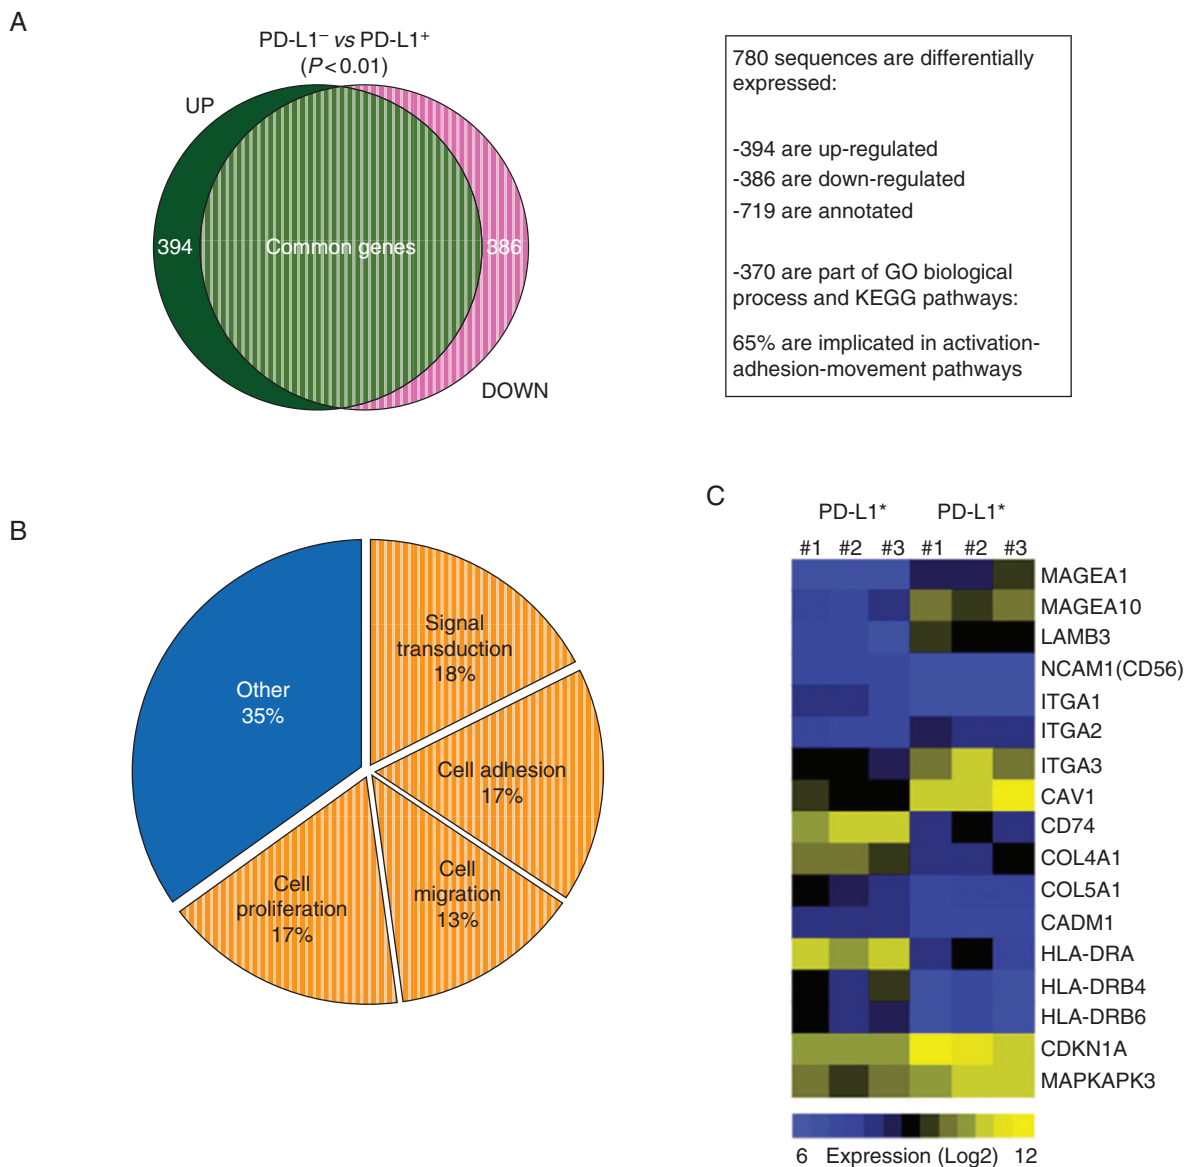 A
PD-L1⁻ vs PD-L1⁺
(P<0.01)
UP
394
Common genes
386
DOWN
780 sequences are differentially
expressed:
-394 are up-regulated
-386 are down-regulated
-719 are annotated
-370 are part of GO biological
process and KEGG pathways:
65% are implicated in activation-
adhesion-movement pathways
B
Signal
transduction
18%
Other
35%
Cell adhesion
17%
Cell
migration
13%
Cell
proliferation
17%
C
PD-L1* PD-L1*
#1 #2 #3 #1 #2 #3
MAGEA1
MAGEA10
LAMB3
NCAM1(CD56)
ITGA1
ITGA2
ITGA3
CAV1
CD74
COL4A1
COL5A1
CADM1
HLA-DRA
HLA-DRB4
HLA-DRB6
CDKN1A
MAPKAPK3
6 Expression (Log2) 12